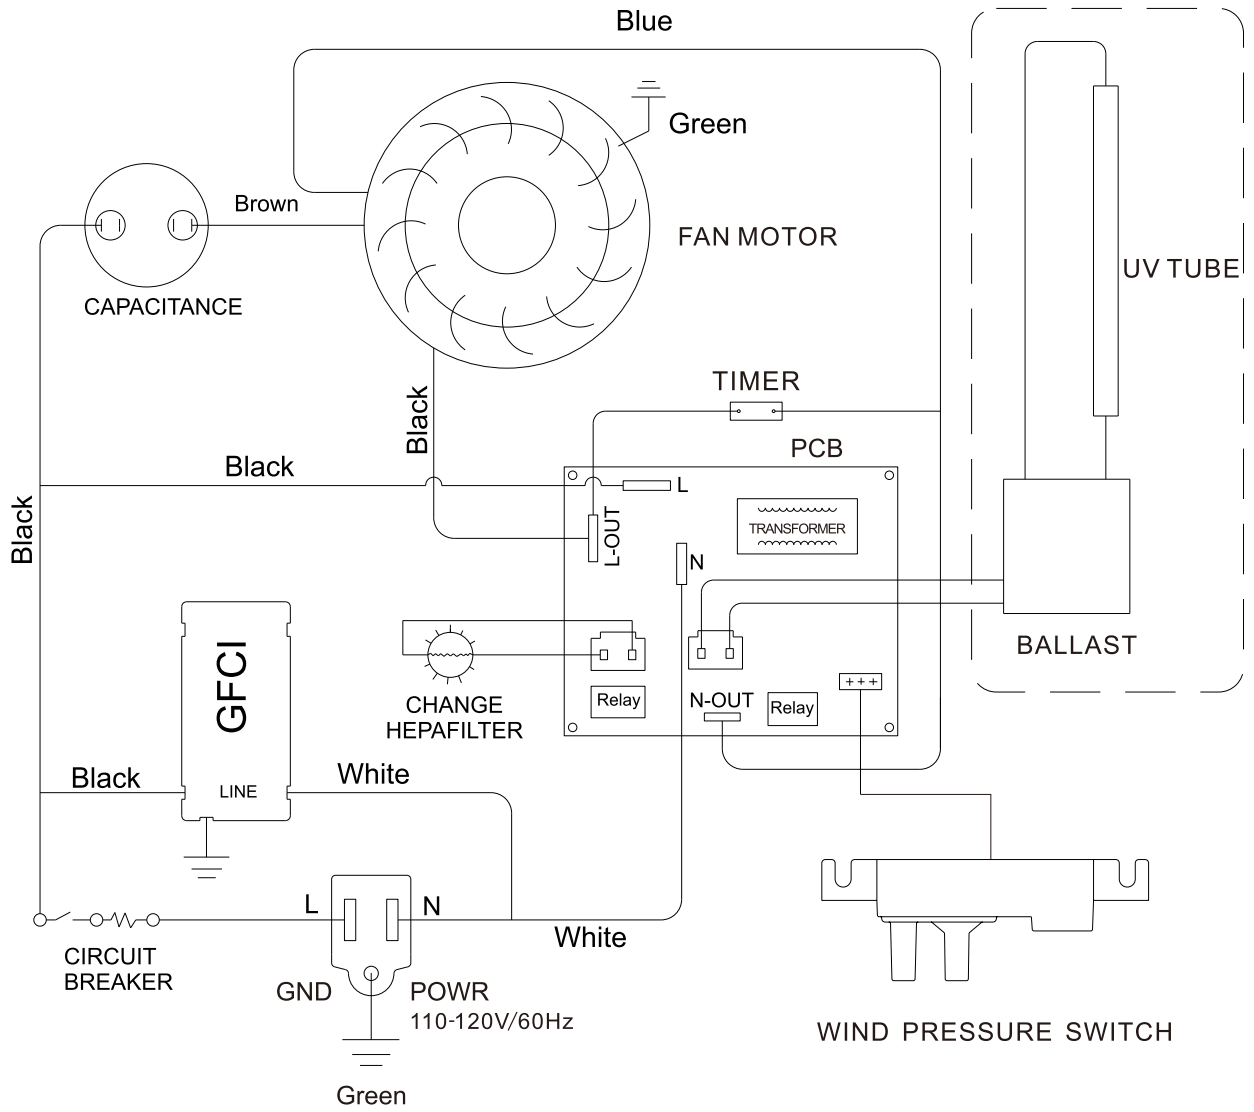 Blue
Green
Brown
FAN MOTOR
UV TUBE
CAPACITANCE
TIMER
Black
PCB
Black
L
TRANSFORMER
L-OUT
Black
N
GFCI
BALLAST
+++
CHANGE
HEPAFILTER
Relay
N-OUT
Relay
Black
LINE
White
L
N
White
CIRCUIT
BREAKER
GND
POWR
110-120V/60Hz
WIND PRESSURE SWITCH
Green